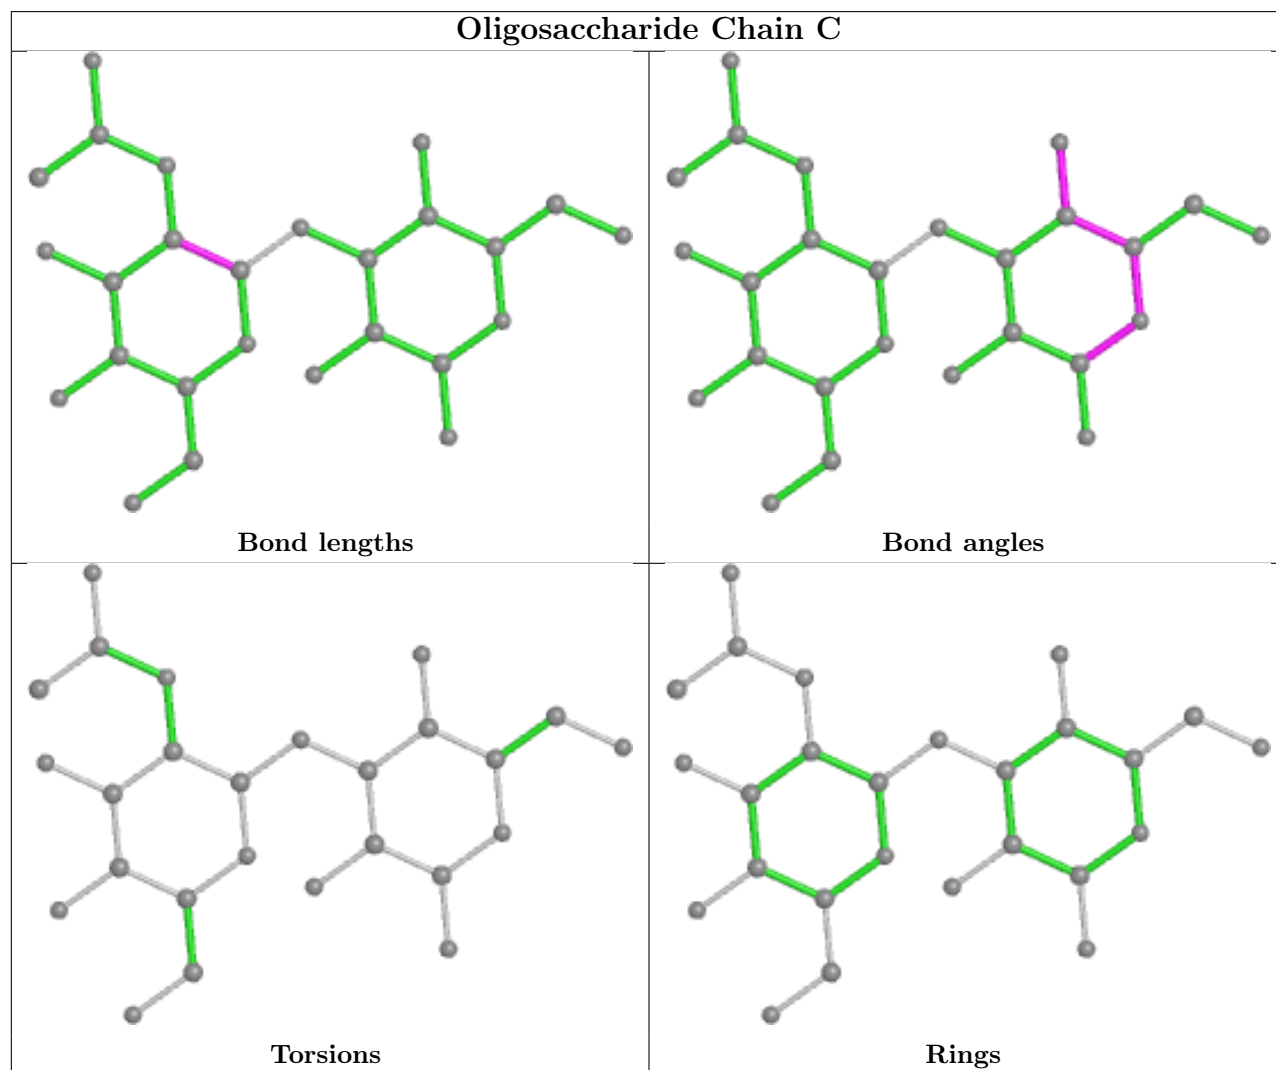 Oligosaccharide Chain C
Bond lengths
Bond angles
Torsions
Rings